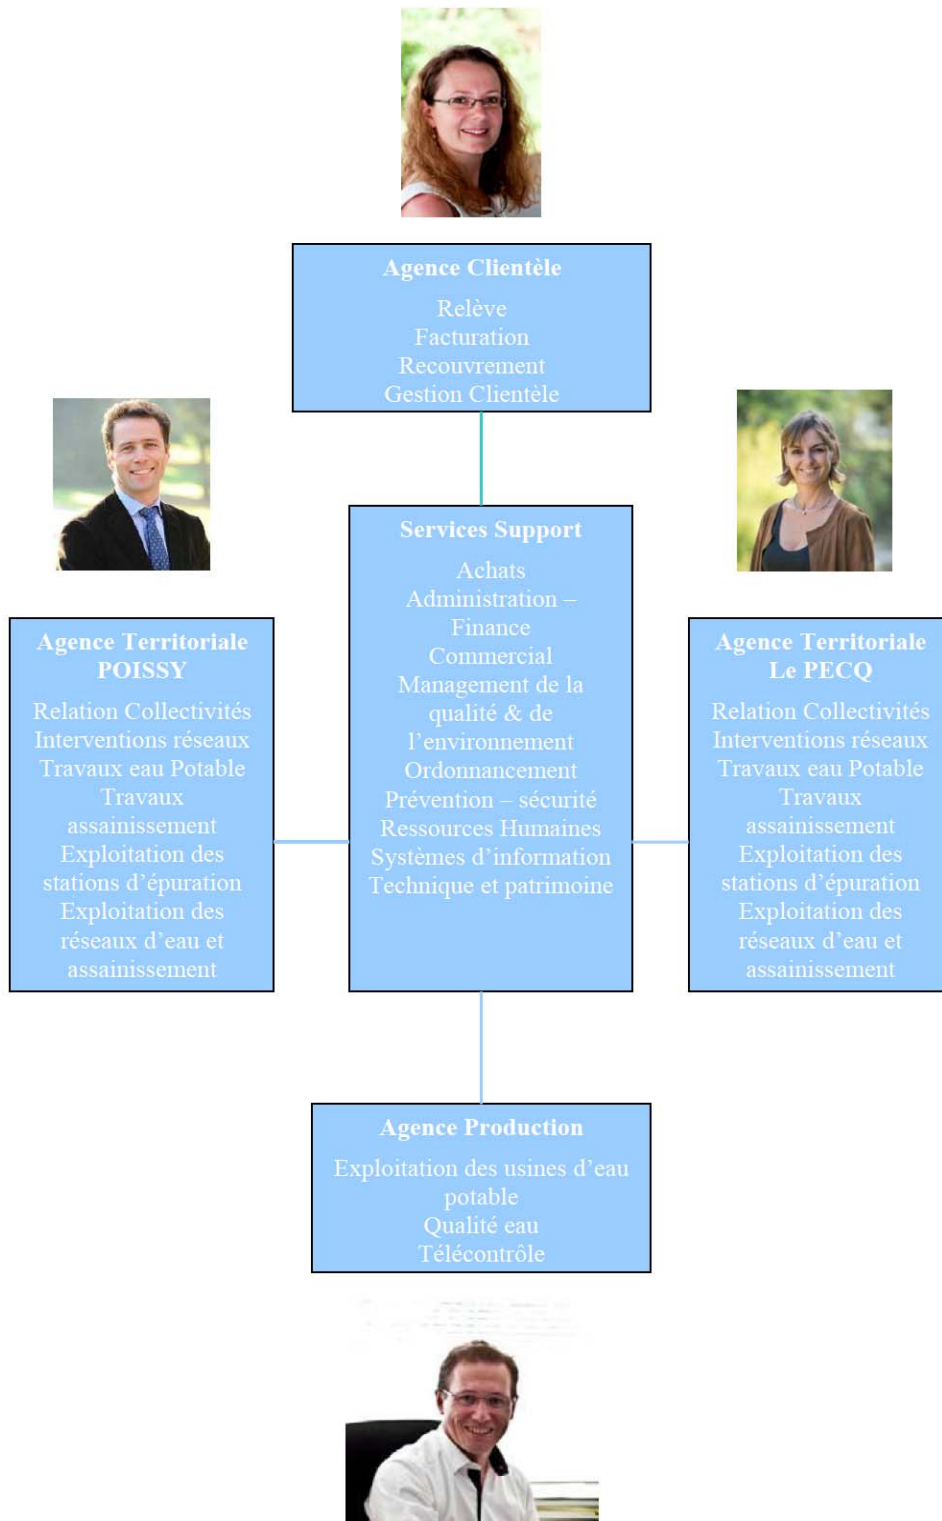 Agence Clientèle
Relève
Facturation
Recouvrement
Gestion Clientèle
Services Support
Achats
Administration –
Finance
Commercial
Management de la
qualité & de
l’environnement
Ordonnancement
Prévention – sécurité
Ressources Humaines
Systèmes d’information
Technique et patrimoine
Agence Territoriale
POISSY
Relation Collectivités
Interventions réseaux
Travaux eau Potable
Travaux
assainissement
Exploitation des
stations d’épuration
Exploitation des
réseaux d’eau et
assainissement
Agence Territoriale
Le PECQ
Relation Collectivités
Interventions réseaux
Travaux eau Potable
Travaux
assainissement
Exploitation des
stations d’épuration
Exploitation des
réseaux d’eau et
assainissement
Agence Production
Exploitation des usines d’eau
potable
Qualité eau
Télécontrôle